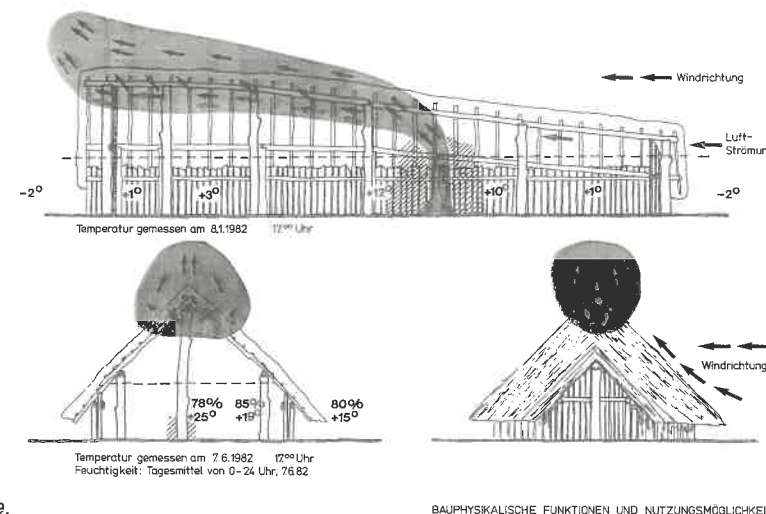 Windrichtung
Luft-
Strömun
-2° +1° +3° +12° +10° +1° -2°
Temperatur gemessen am 8.1.1982 17⁰⁰ Uhr
78% 85% 80%
+25° +19° +15°
Windrichtung
Temperatur gemessen am 7.6.1982 17⁰⁰ Uhr
Feuchtigkeit: Tagesmittel von 0-24 Uhr, 7.6.82
9.
BAUPHYSIKALISCHE FUNKTIONEN UND NUTZUNGSMÖGLICHKEI